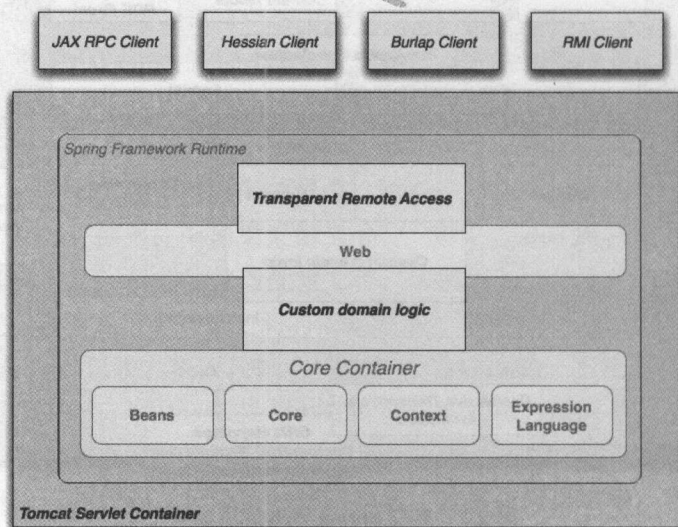 JAX RPC Client
Hessian Client
Burlap Client
RMI Client
Spring Framework Runtime
Transparent Remote Access
Web
Custom domain logic
Core Container
Beans
Core
Context
Expression
Language
Tomcat Servlet Container